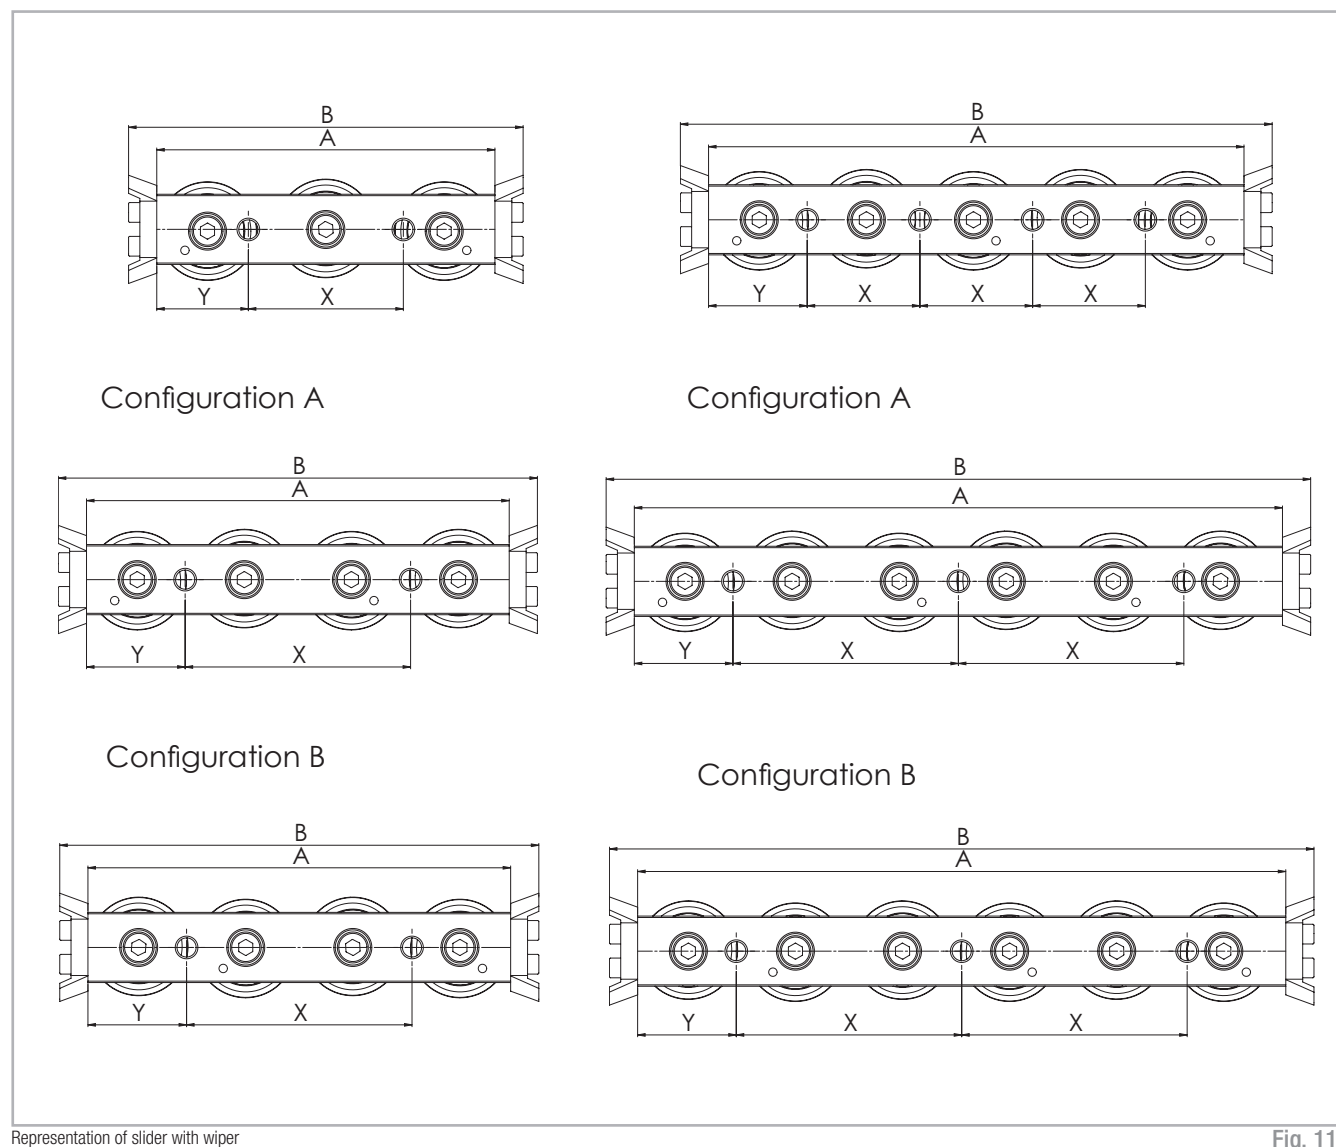 B
A
Y X
B
A
Y X X X
Configuration A
Configuration A
B
A
Y X
B
A
Y X X
Configuration B
Configuration B
B
A
Y X
B
A
Y X X
Representation of slider with wiper
Fig. 11